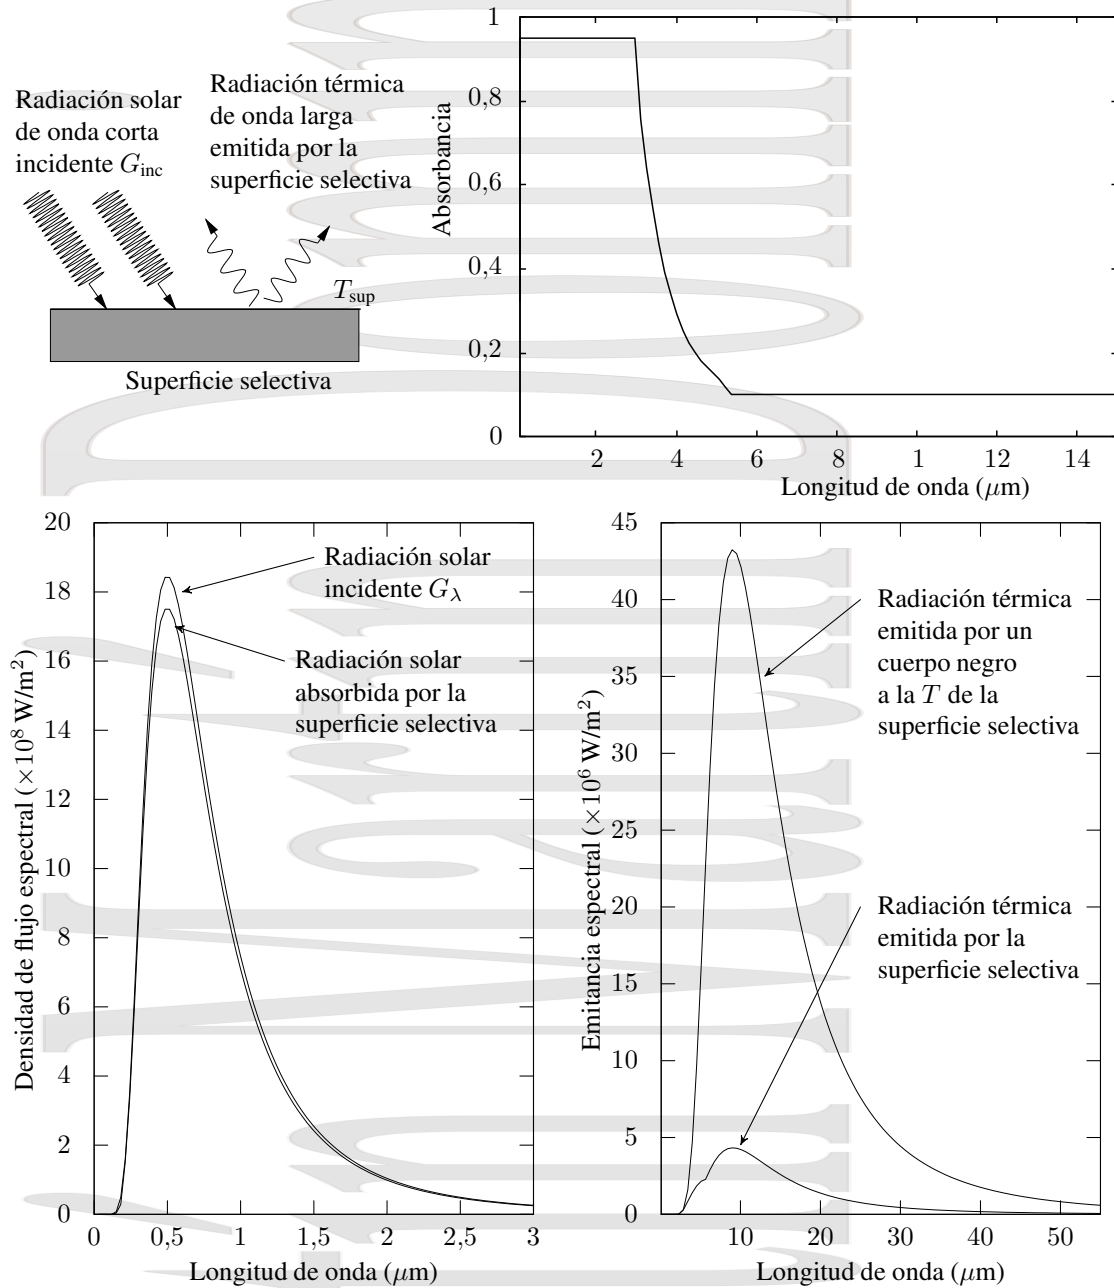 Radiación solar
de onda corta
incidente G_inc
Radiación térmica
de onda larga
emitida por la
superficie selectiva
T_sup
Superficie selectiva
Absorbancia
1
0,8
0,6
0,4
0,2
0
2
4
6
8
1
12
14
Longitud de onda (μm)
Densidad de flujo espectral (×10⁸ W/m²)
20
18
16
14
12
10
8
6
4
2
0
0
0,5
1
1,5
2
2,5
3
Longitud de onda (μm)
Radiación solar
incidente G_λ
Radiación solar
absorbida por la
superficie selectiva
Emitancia espectral (×10⁶ W/m²)
45
40
43
35
30
25
20
15
10
5
0
10
20
30
40
50
Longitud de onda (μm)
Radiación térmica
emitida por un
cuerpo negro
a la T de la
superficie selectiva
Radiación térmica
emitida por la
superficie selectiva